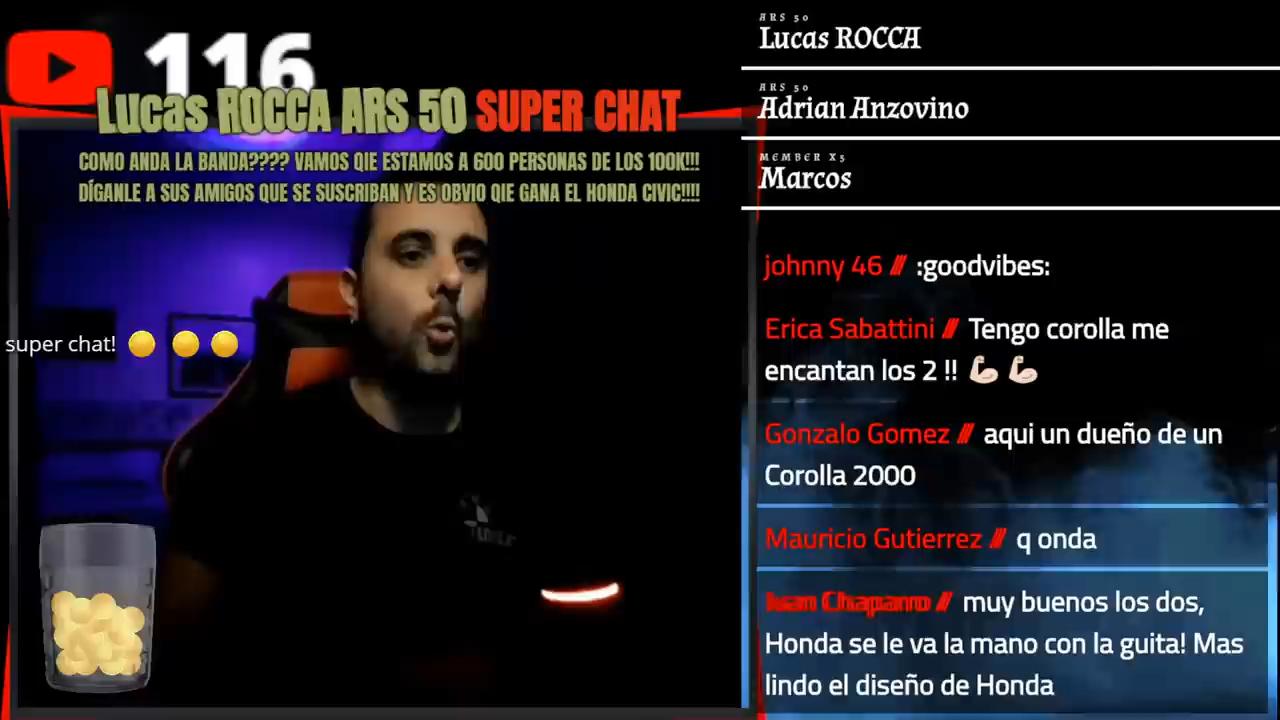 116
Lucas ROCCA ARS 50 SUPER CHAT
COMO ANDA LA BANDA???? VAMOS QIE ESTAMOS A 600 PERSONAS DE LOS 100K!!!
DÍGANLE A SUS AMIGOS QUE SE SUSCRIBAN Y ES OBVIO QIE GANA EL HONDA CIVIC!!!!
super chat!
ARS 50
Lucas ROCCA
ARS 50
Adrian Anzovino
MEMBER X5
Marcos
johnny 46 /// :goodvibes:
Erica Sabattini /// Tengo corolla me
encantan los 2 !! 💪🏻 💪🏻
Gonzalo Gomez /// aqui un dueño de un
Corolla 2000
Mauricio Gutierrez /// q onda
Ivan Chaparro /// muy buenos los dos,
Honda se le va la mano con la guita! Mas
lindo el diseño de Honda